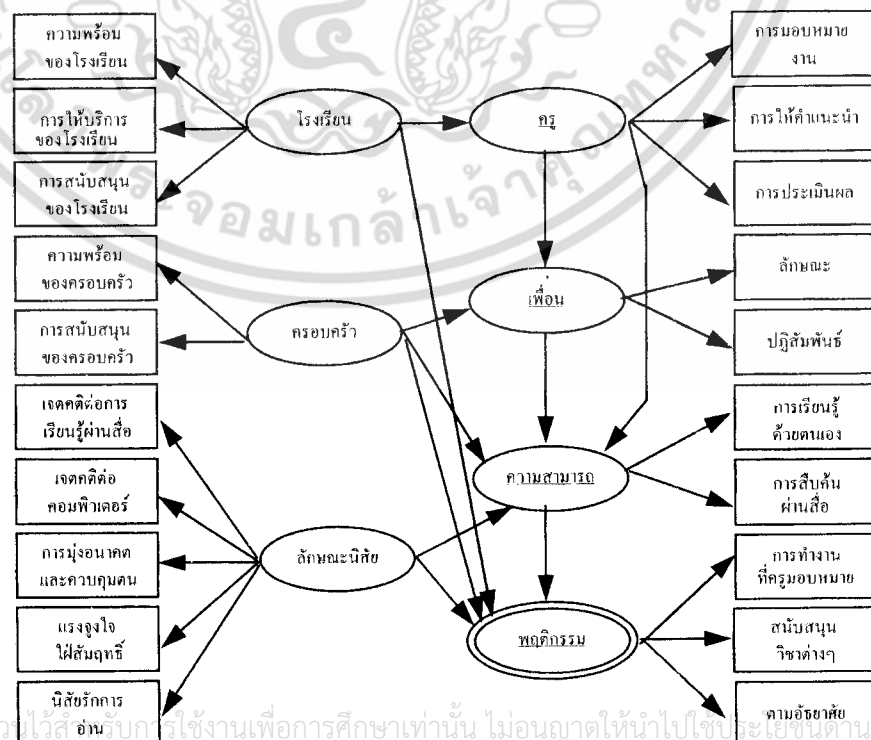 ความพร้อม
ของโรงเรียน
การให้บริการ
ของโรงเรียน
การสนับสนุน
ของโรงเรียน
ความพร้อม
ของครอบครัว
การสนับสนุน
ของครอบครัว
เจตคติต่อการ
เรียนรู้ผ่านสื่อ
เจตคติต่อ
คอมพิวเตอร์
การมุ่งอนาคต
และควบคุมตน
แรงจูงใจ
ใฝ่สัมฤทธิ์
นิสัยรักการ
อ่าน
โรงเรียน
ครอบครัว
ลักษณะนิสัย
ครู
เพื่อน
ความสามารถ
พฤติกรรม
การมอบหมาย
งาน
การให้คำแนะนำ
การประเมินผล
ลักษณะ
ปฏิสัมพันธ์
การเรียนรู้
ด้วยตนเอง
การสืบค้น
ผ่านสื่อ
การทำงาน
ที่ครูมอบหมาย
สนับสนุน
วิชาต่างๆ
ตามอัธยาศัย
ะจอมเกล้าเจ้าคุณทหาร
ไว้สำหรับการใช้งานเพื่อการศึกษาเท่านั้น ไม่อนุญาตให้นำไปใช้ประโยชน์ด้าน